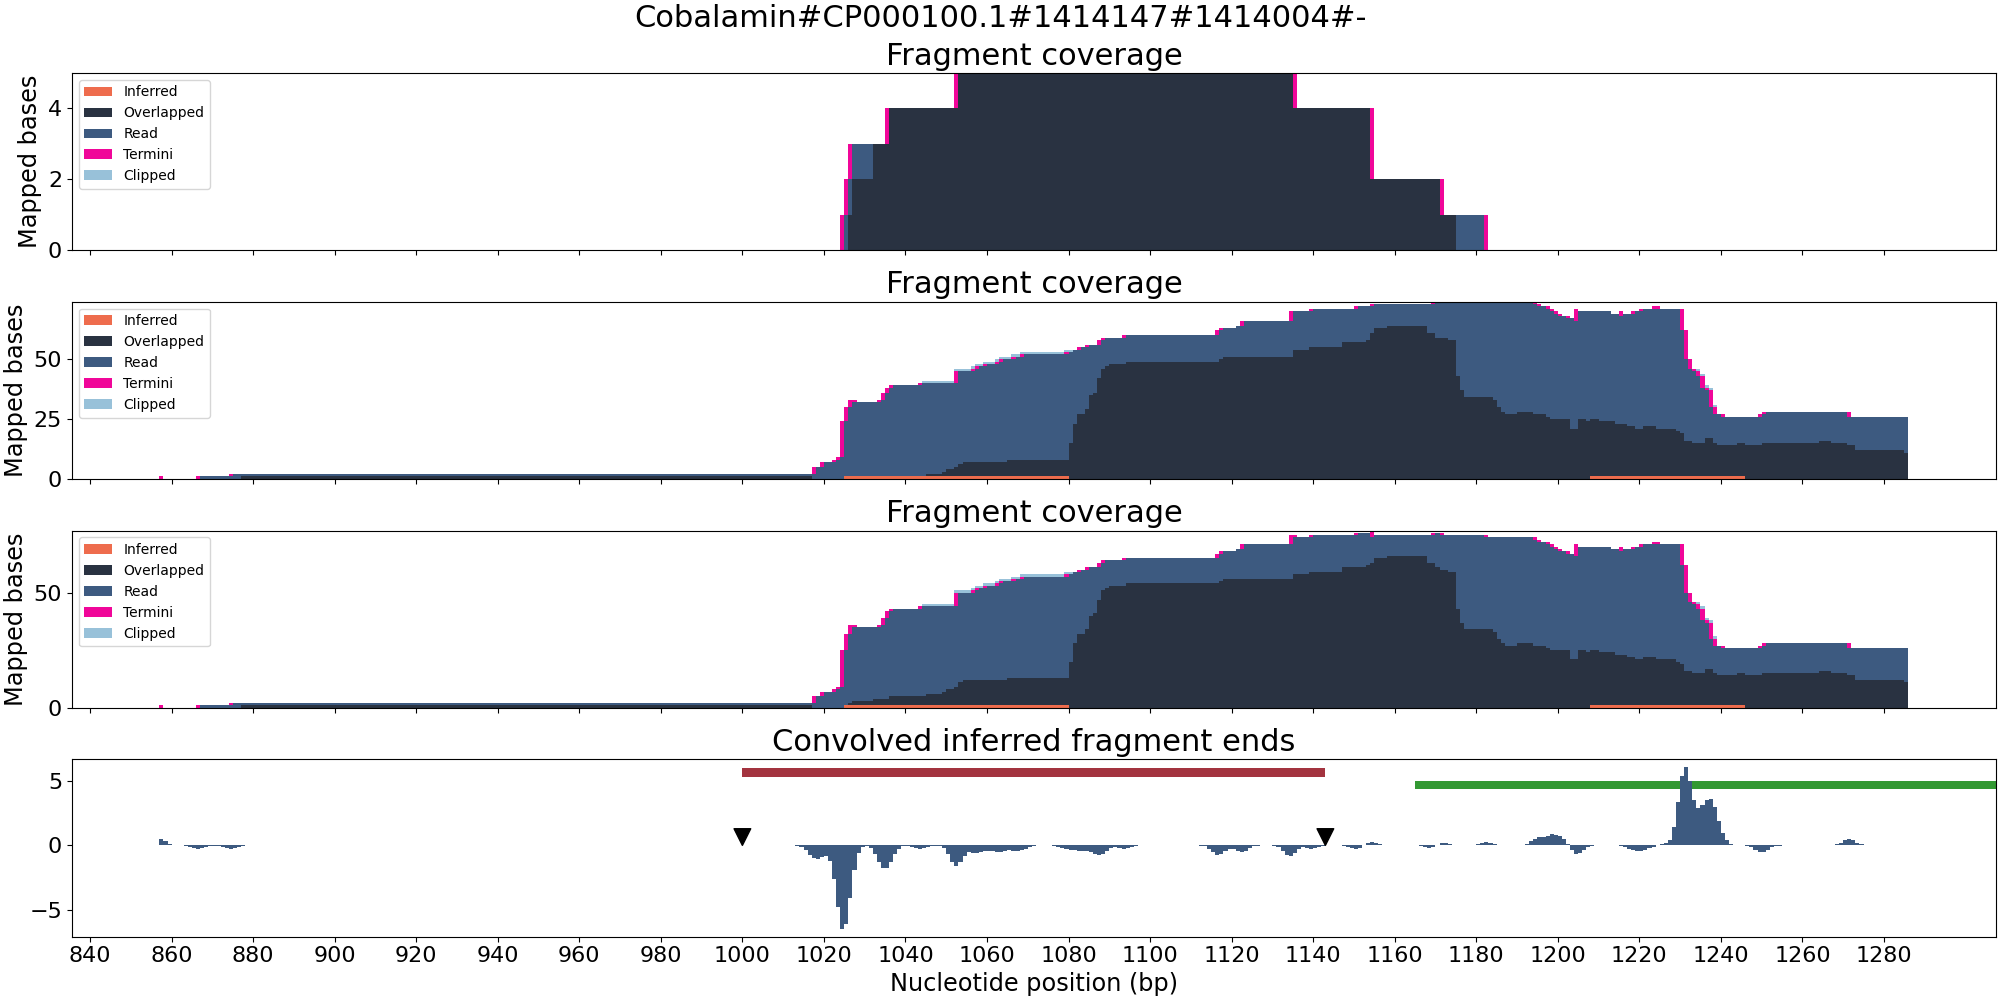 Cobalamin#CP000100.1#1414147#1414004#-
Fragment coverage
Mapped bases
4
2
0
Inferred
Overlapped
Read
Termini
Clipped
Fragment coverage
Mapped bases
50
25
0
Inferred
Overlapped
Read
Termini
Clipped
Fragment coverage
Mapped bases
50
0
Inferred
Overlapped
Read
Termini
Clipped
Convolved inferred fragment ends
5
0
−5
840 860 880 900 920 940 960 980 1000 1020 1040 1060 1080 1100 1120 1140 1160 1180 1200 1220 1240 1260 1280
Nucleotide position (bp)